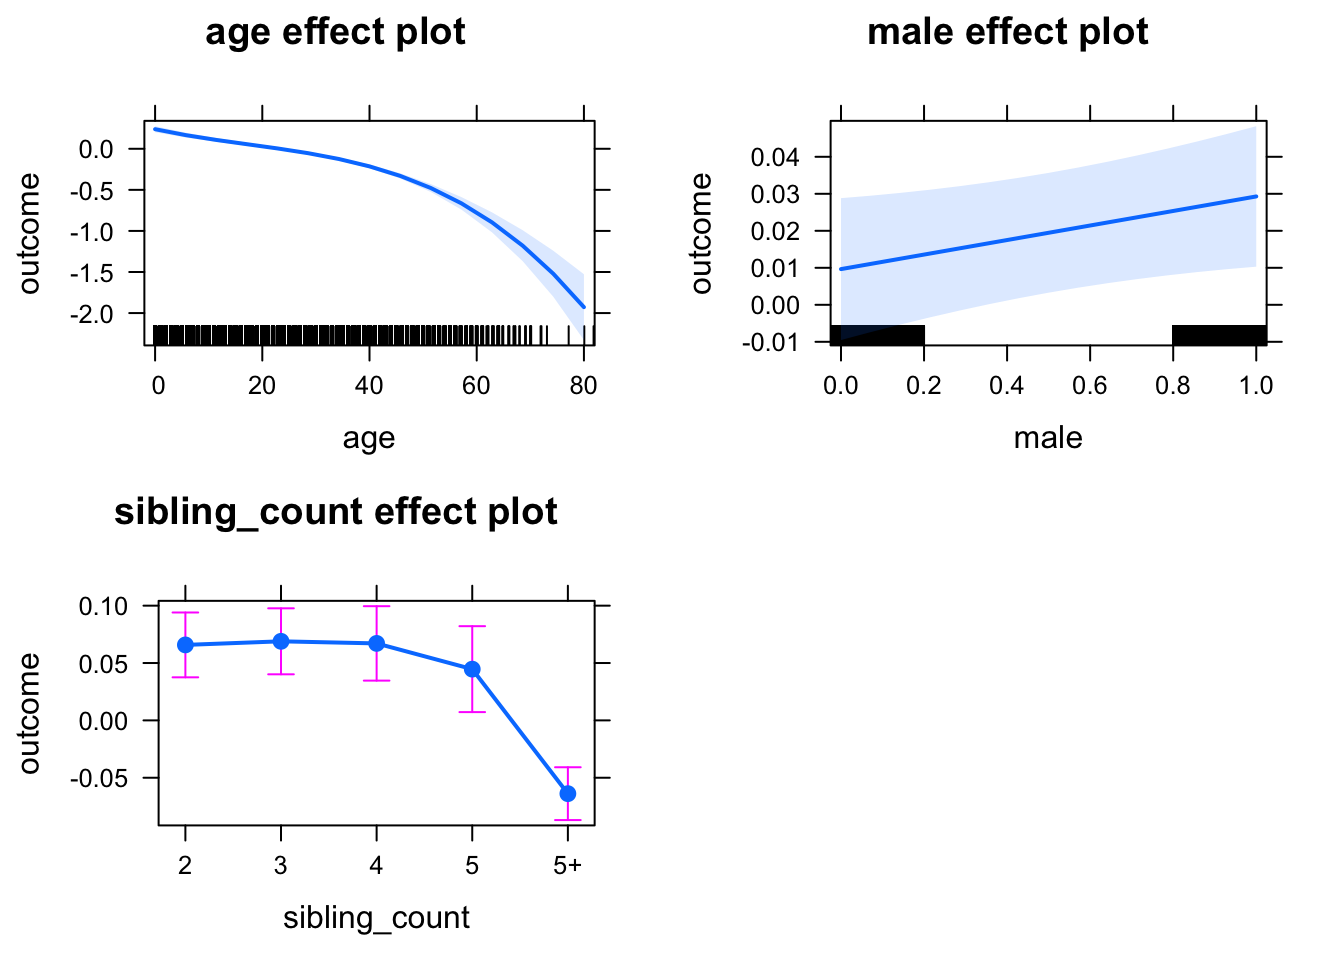 age effect plot
outcome
0.0
-0.5
-1.0
-1.5
-2.0
0 20 40 60 80
age
male effect plot
outcome
0.04
0.03
0.02
0.01
0.00
-0.01
0.0 0.2 0.4 0.6 0.8 1.0
male
sibling_count effect plot
outcome
0.10
0.05
0.00
-0.05
2 3 4 5 5+
sibling_count